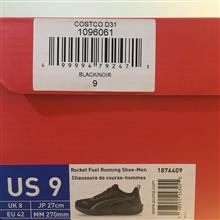 COSTCO D31
1096061
4 99999 79247 1
BLACK/NOIR
9
Rocket Fuel Running Shoe-Men 1876409
Chaussure de course-hommes
US 9
UK 8 JP 27cm
EU 42 MM 270mm